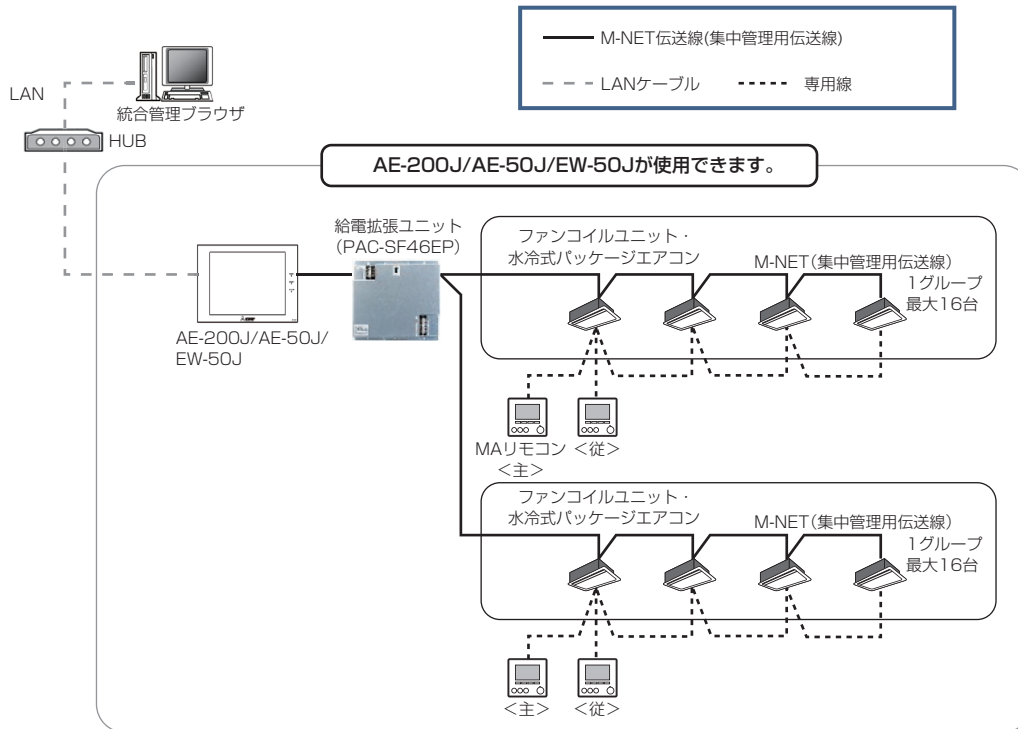 M-NET伝送線(集中管理用伝送線)
LANケーブル
専用線
LAN
統合管理ブラウザ
HUB
AE-200J/AE-50J/EW-50Jが使用できます。
給電拡張ユニット
(PAC-SF46EP)
AE-200J/AE-50J/
EW-50J
ファンコイルユニット・
水冷式パッケージエアコン
M-NET(集中管理用伝送線)
1グループ
最大16台
MAリモコン
<主>
<従>
ファンコイルユニット・
水冷式パッケージエアコン
M-NET(集中管理用伝送線)
1グループ
最大16台
<主>
<従>